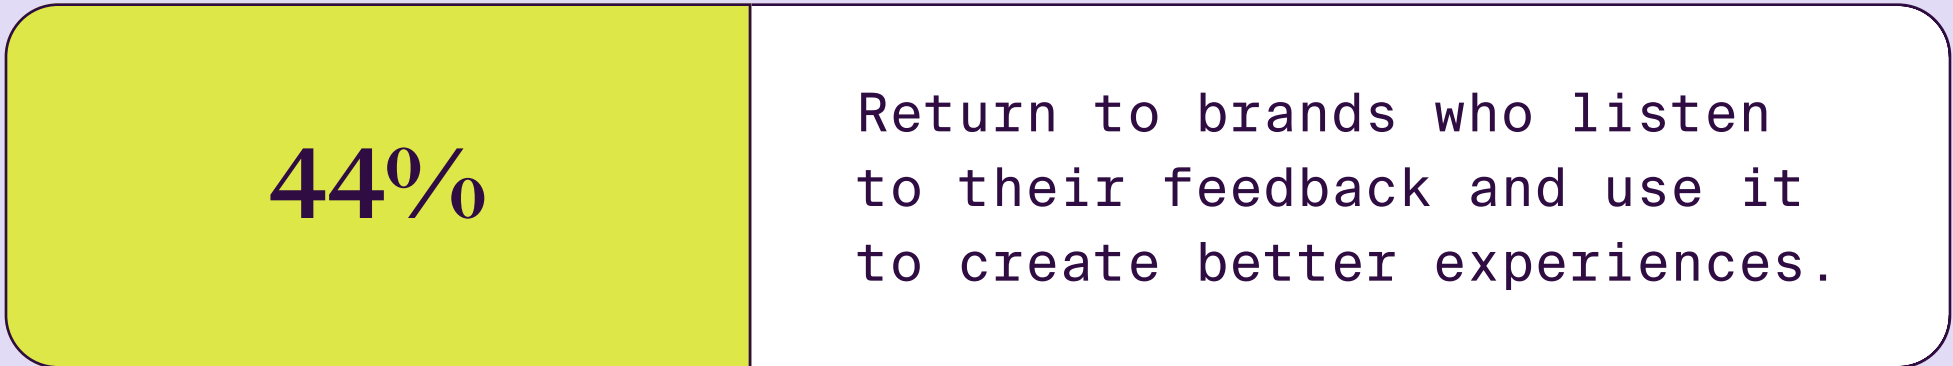 44%
Return to brands who listen
to their feedback and use it
to create better experiences.